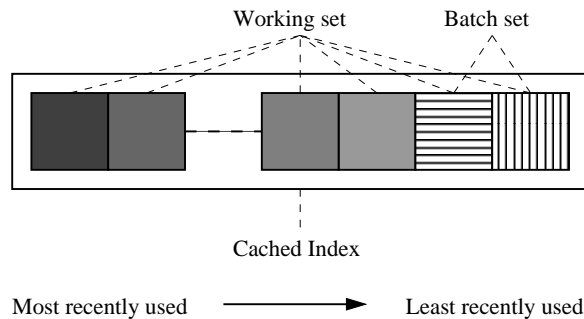 Working set
Batch set
Cached Index
Most recently used
Least recently used